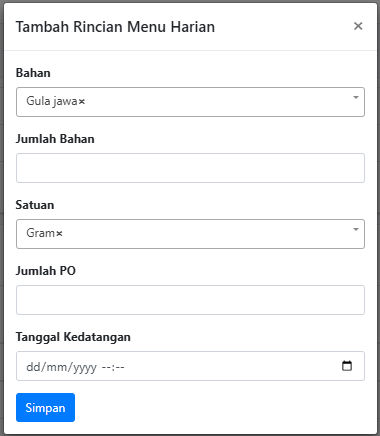 Tambah Rincian Menu Harian ×
Bahan
Gula jawa×
Jumlah Bahan
Satuan
Gram×
Jumlah PO
Tanggal Kedatangan
dd/mm/yyyy --:--
Simpan